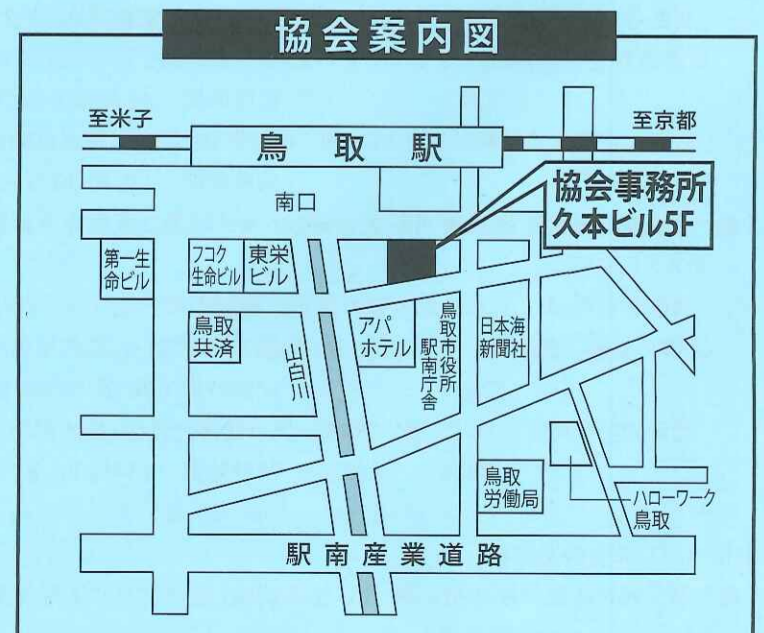 協会案内図
至米子
至京都
鳥取駅
南口
協会事務所
久本ビル5F
第一生
命ビル
フコク
生命ビル
東栄
ビル
鳥取
共済
山白川
アパ
ホテル
鳥取市役所
駅南庁舎
日本海
新聞社
鳥取
労働局
ハローワーク
鳥取
駅南産業道路